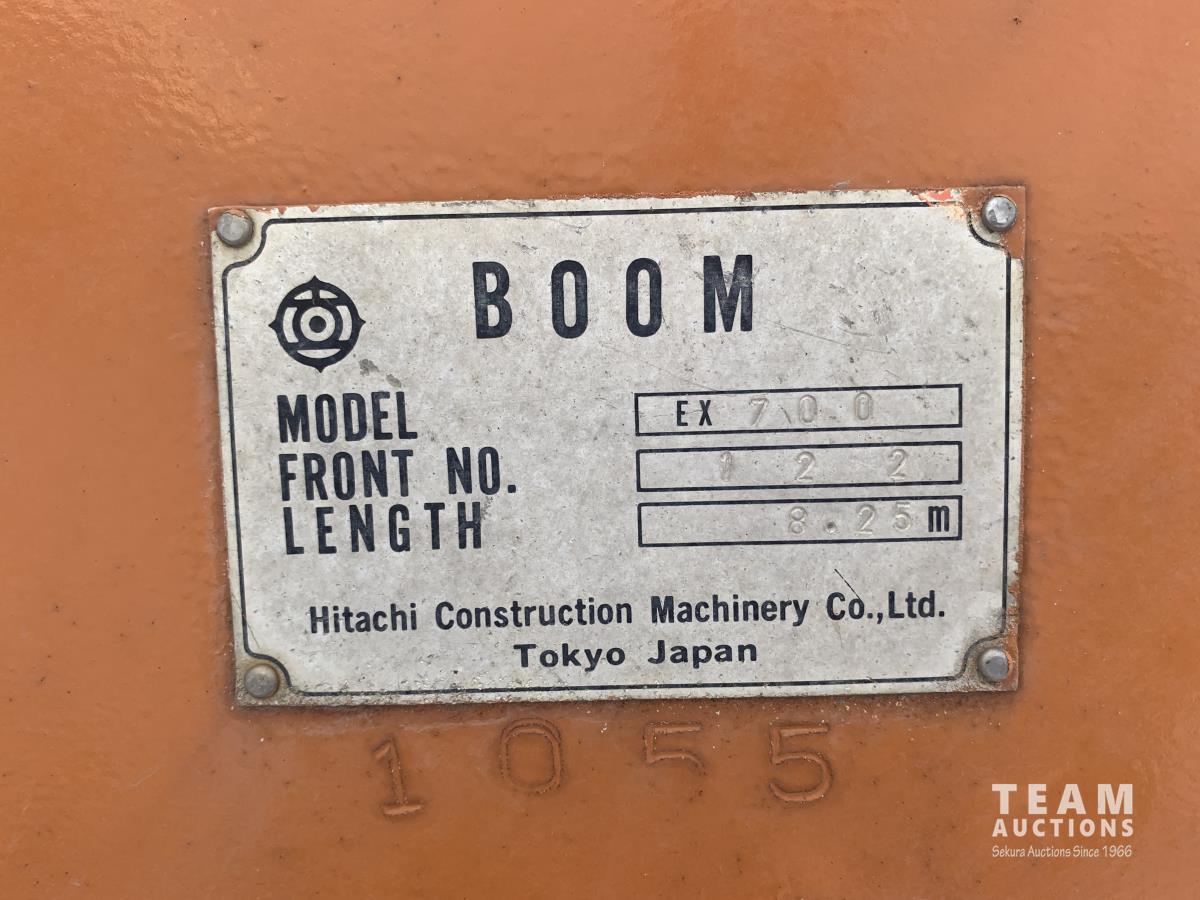 BOOM
MODEL EX 700
FRONT NO. 122
LENGTH 8.25 m
Hitachi Construction Machinery Co.,Ltd.
Tokyo Japan
1055
TEAM
AUCTIONS
Sekura Auctions Since 1966